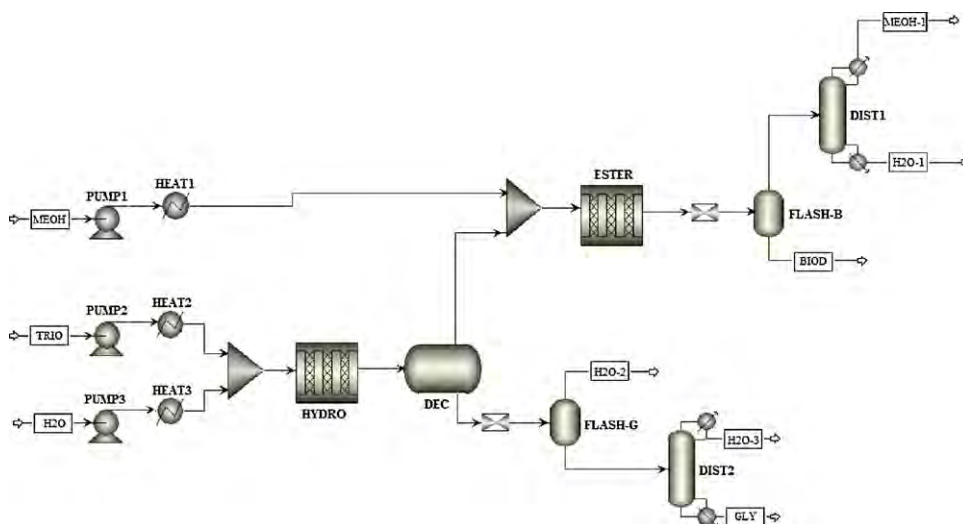 MEOH-1
DIST1
H2O-1
ESTER
HEAT1
PUMP1
MEOH
FLASH-B
BIOD
HEAT2
PUMP2
TRIO
H2O-2
HEAT3
PUMP3
HYDRO
DEC
H2O
FLASH-G
H2O-3
DIST2
GLY